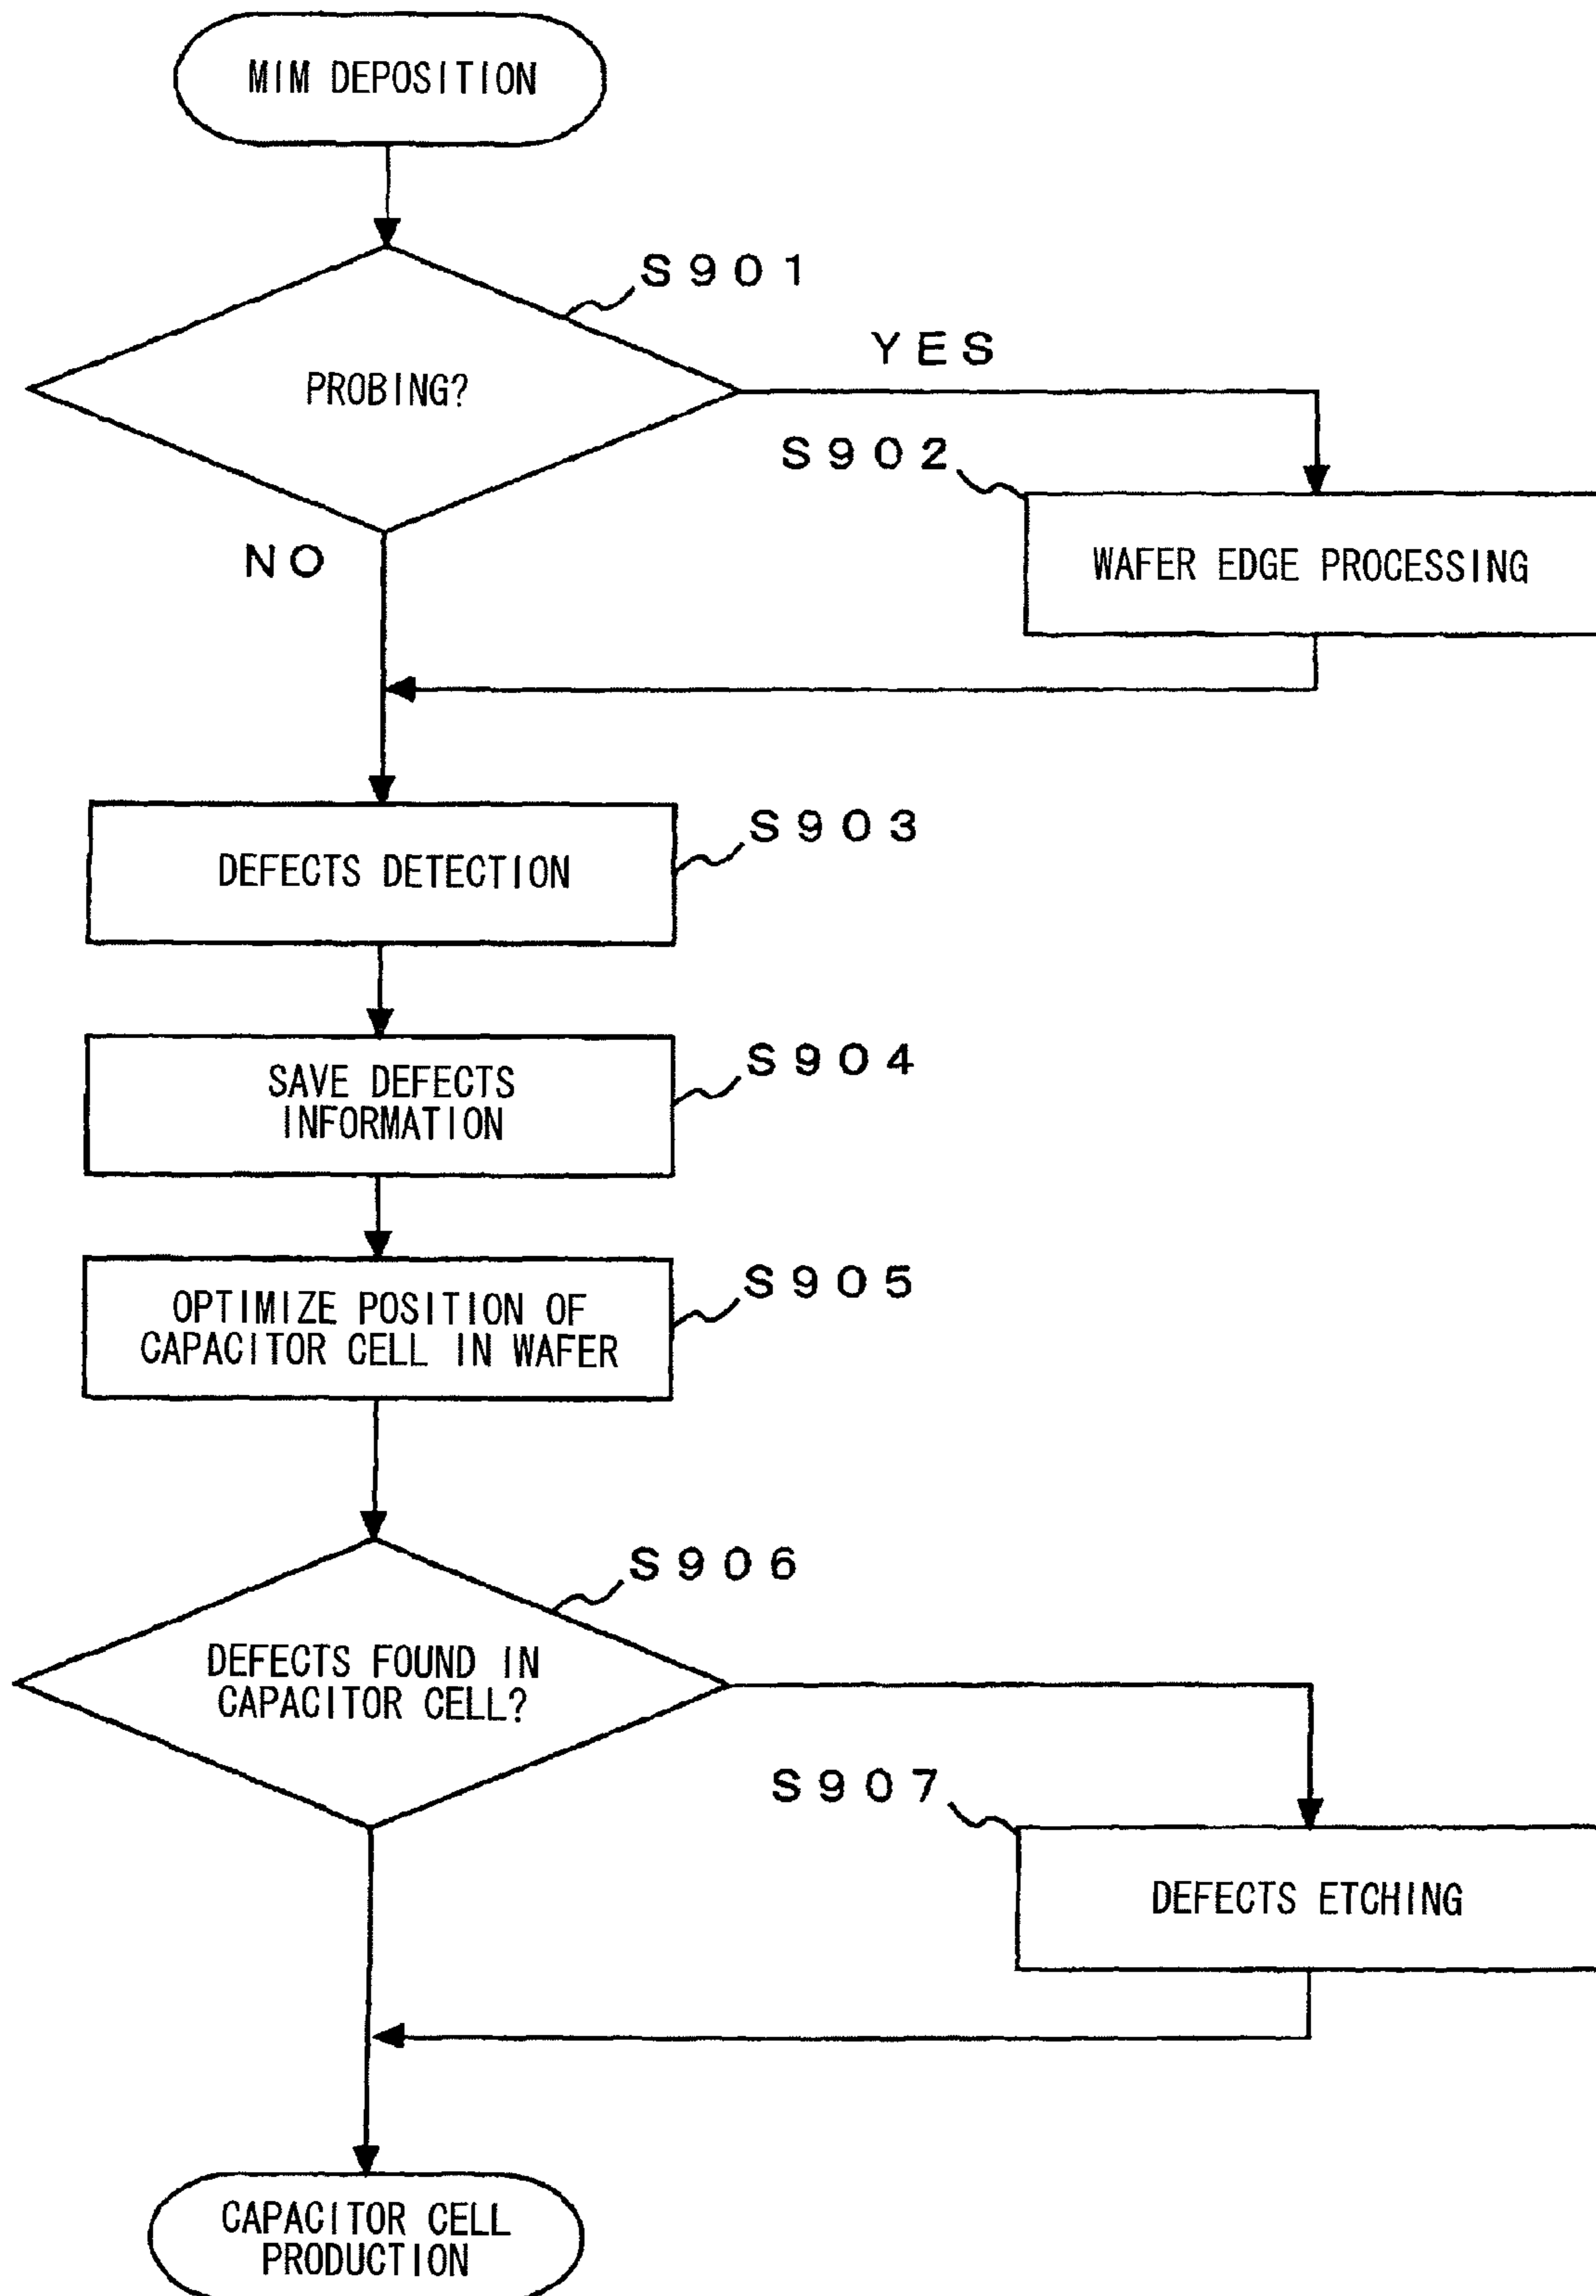 MIM DEPOSITION
S901
PROBING?
YES
S902
NO
WAFER EDGE PROCESSING
S903
DEFECTS DETECTION
S904
SAVE DEFECTS
INFORMATION
S905
OPTIMIZE POSITION OF
CAPACITOR CELL IN WAFER
S906
DEFECTS FOUND IN
CAPACITOR CELL?
S907
DEFECTS ETCHING
CAPACITOR CELL
PRODUCTION